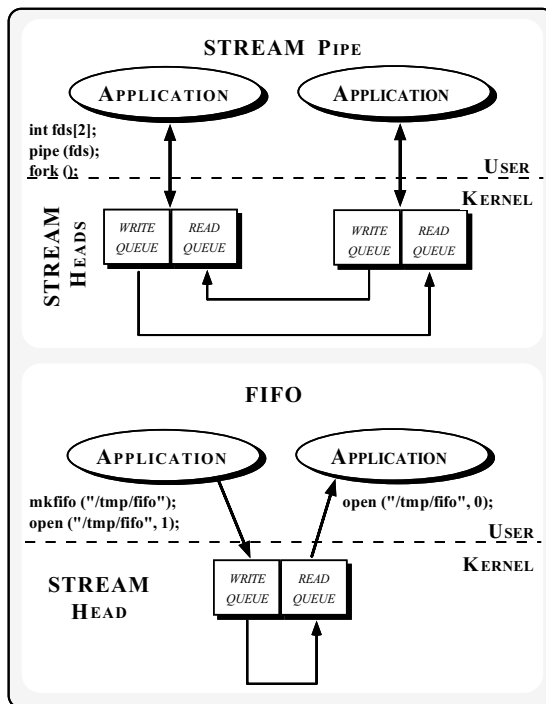 STREAM PIPE
APPLICATION
APPLICATION
int fds[2];
pipe (fds);
fork ();
USER
KERNEL
STREAM
HEADS
WRITE
QUEUE
READ
QUEUE
WRITE
QUEUE
READ
QUEUE
FIFO
APPLICATION
APPLICATION
mkfifo ("/tmp/fifo");
open ("/tmp/fifo", 1);
open ("/tmp/fifo", 0);
USER
KERNEL
STREAM
HEAD
WRITE
QUEUE
READ
QUEUE